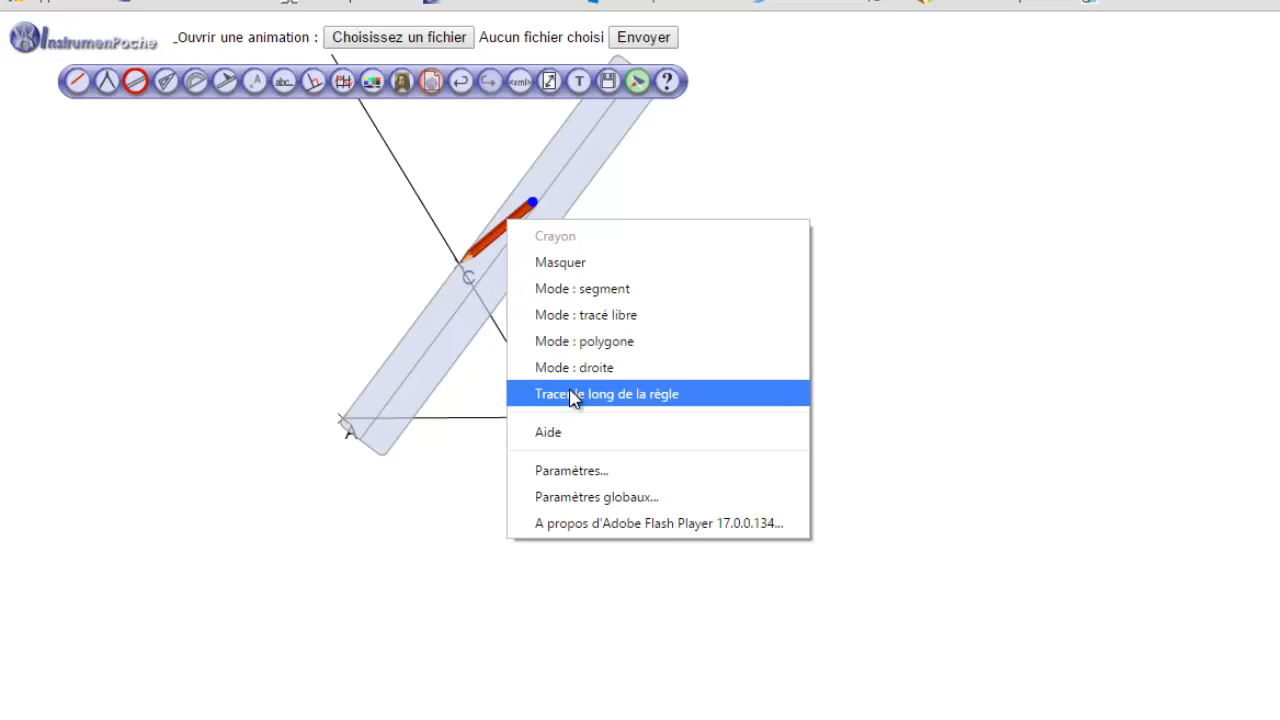 InstrumenPoche
_Ouvrir une animation : Choisissez un fichier Aucun fichier choisi Envoyer
A abc.. <xml> T ?
C
A
Crayon
Masquer
Mode : segment
Mode : tracé libre
Mode : polygone
Mode : droite
Tracer le long de la règle
Aide
Paramètres...
Paramètres globaux...
A propos d'Adobe Flash Player 17.0.0.134...